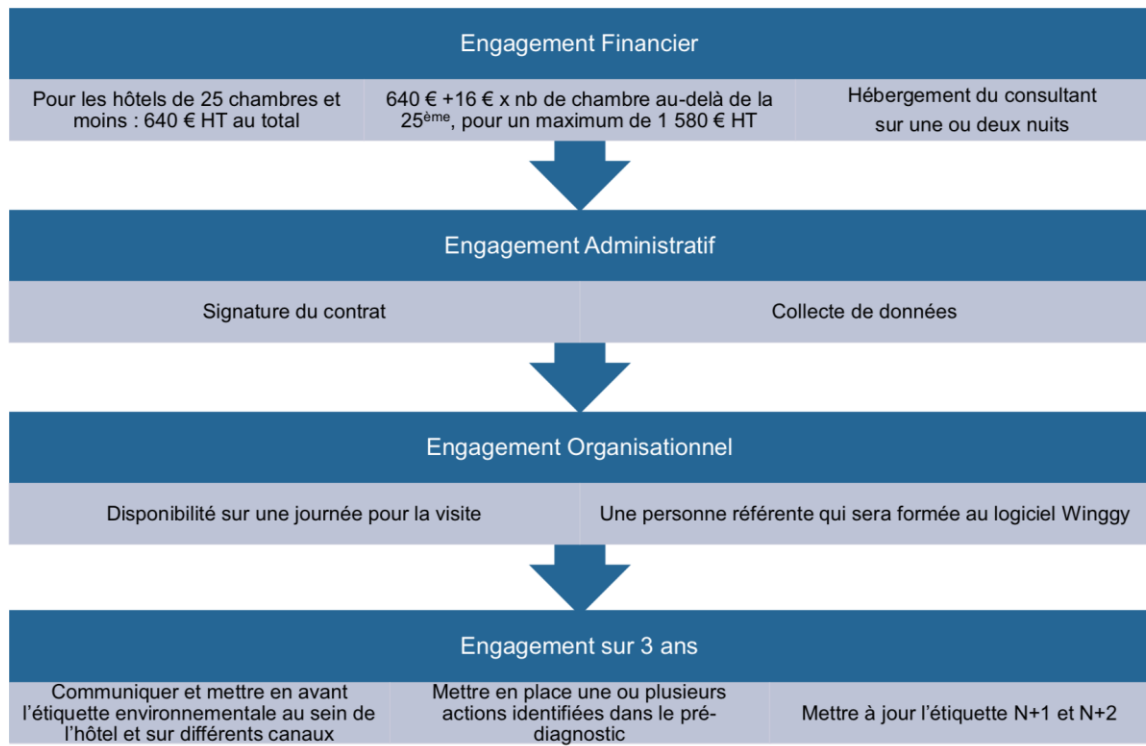 Engagement Financier
Pour les hôtels de 25 chambres et
moins : 640 € HT au total
640 € +16 € x nb de chambre au-delà de la
25ème, pour un maximum de 1 580 € HT
Hébergement du consultant
sur une ou deux nuits
Engagement Administratif
Signature du contrat
Collecte de données
Engagement Organisationnel
Disponibilité sur une journée pour la visite
Une personne référente qui sera formée au logiciel Winggy
Engagement sur 3 ans
Communiquer et mettre en avant
l’étiquette environnementale au sein de
l’hôtel et sur différents canaux
Mettre en place une ou plusieurs
actions identifiées dans le pré-
diagnostic
Mettre à jour l’étiquette N+1 et N+2